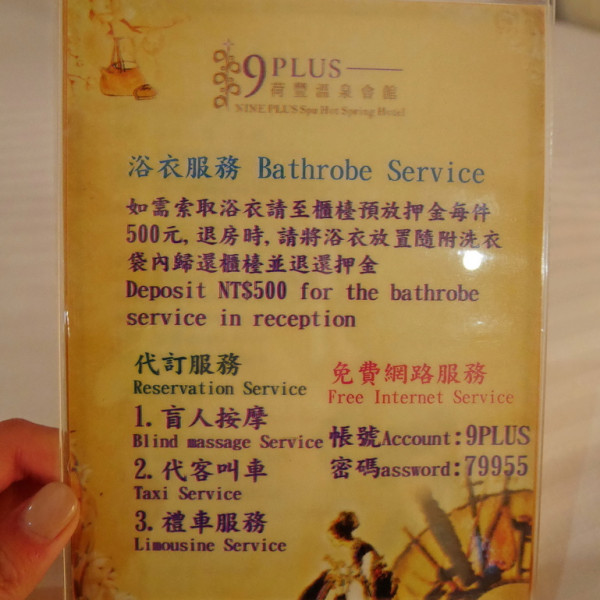 9 PLUS
荷豐溫泉會館
NINE PLUS Spa Hot Spring Hotel
浴衣服務 Bathrobe Service
如需索取浴衣請至櫃檯預放押金每件
500元,退房時,請將浴衣放置隨附洗衣
袋內歸還櫃檯並退還押金
Deposit NT$500 for the bathrobe
service in reception
代訂服務
Reservation Service
1. 盲人按摩
Blind massage Service
2. 代客叫車
Taxi Service
3. 禮車服務
Limousine Service
免費網路服務
Free Internet Service
帳號Account:9PLUS
密碼assword:79955